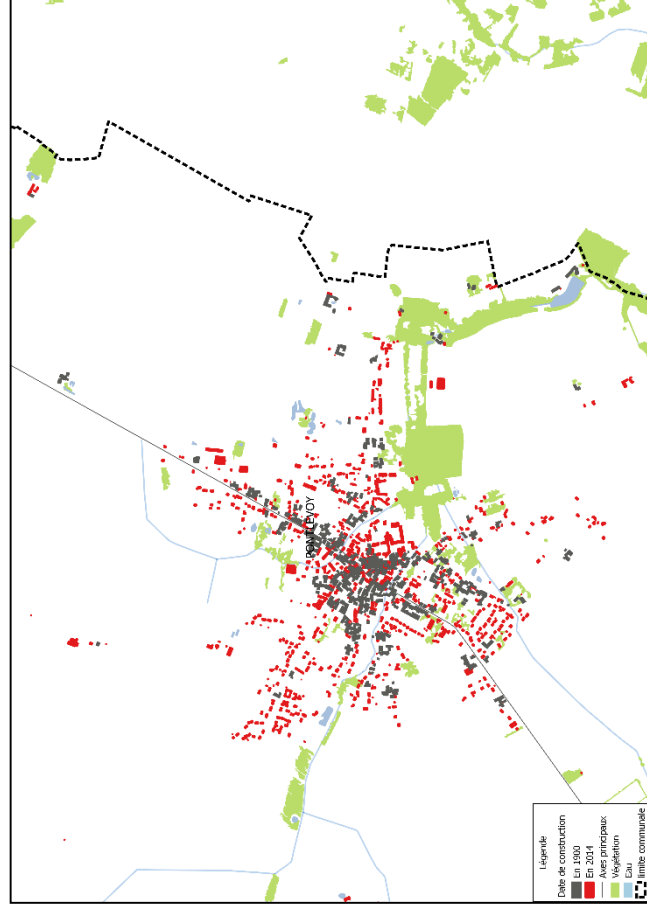 PONTLEVOY
Légende
Date de construction
En 1900
En 2014
Axes principaux
Végétation
Eau
limite communale